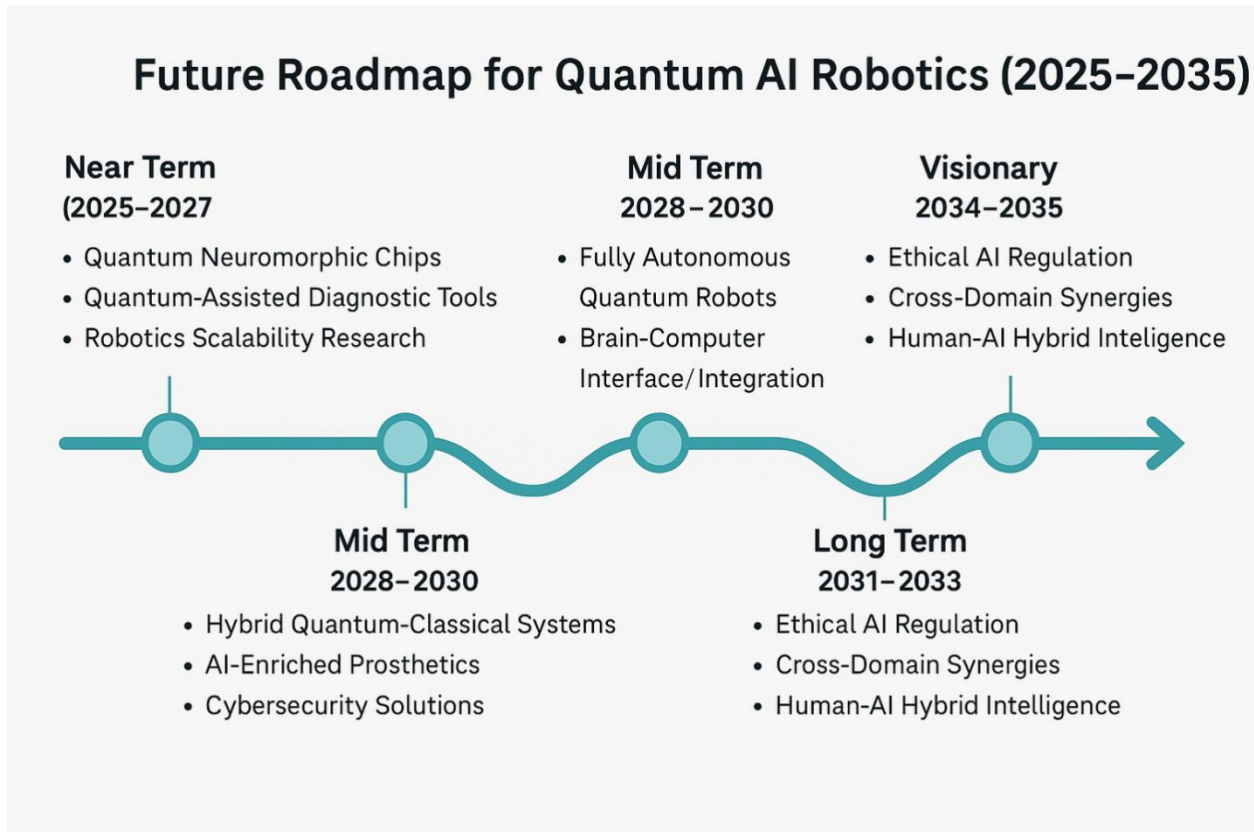 Future Roadmap for Quantum AI Robotics (2025–2035)
Near Term
(2025–2027
• Quantum Neuromorphic Chips
• Quantum-Assisted Diagnostic Tools
• Robotics Scalability Research
Mid Term
2028–2030
• Hybrid Quantum-Classical Systems
• AI-Enriched Prosthetics
• Cybersecurity Solutions
Mid Term
2028–2030
• Fully Autonomous
Quantum Robots
• Brain-Computer
Interface/Integration
Long Term
2031–2033
• Ethical AI Regulation
• Cross-Domain Synergies
• Human-AI Hybrid Intelligence
Visionary
2034–2035
• Ethical AI Regulation
• Cross-Domain Synergies
• Human-AI Hybrid Inteligence